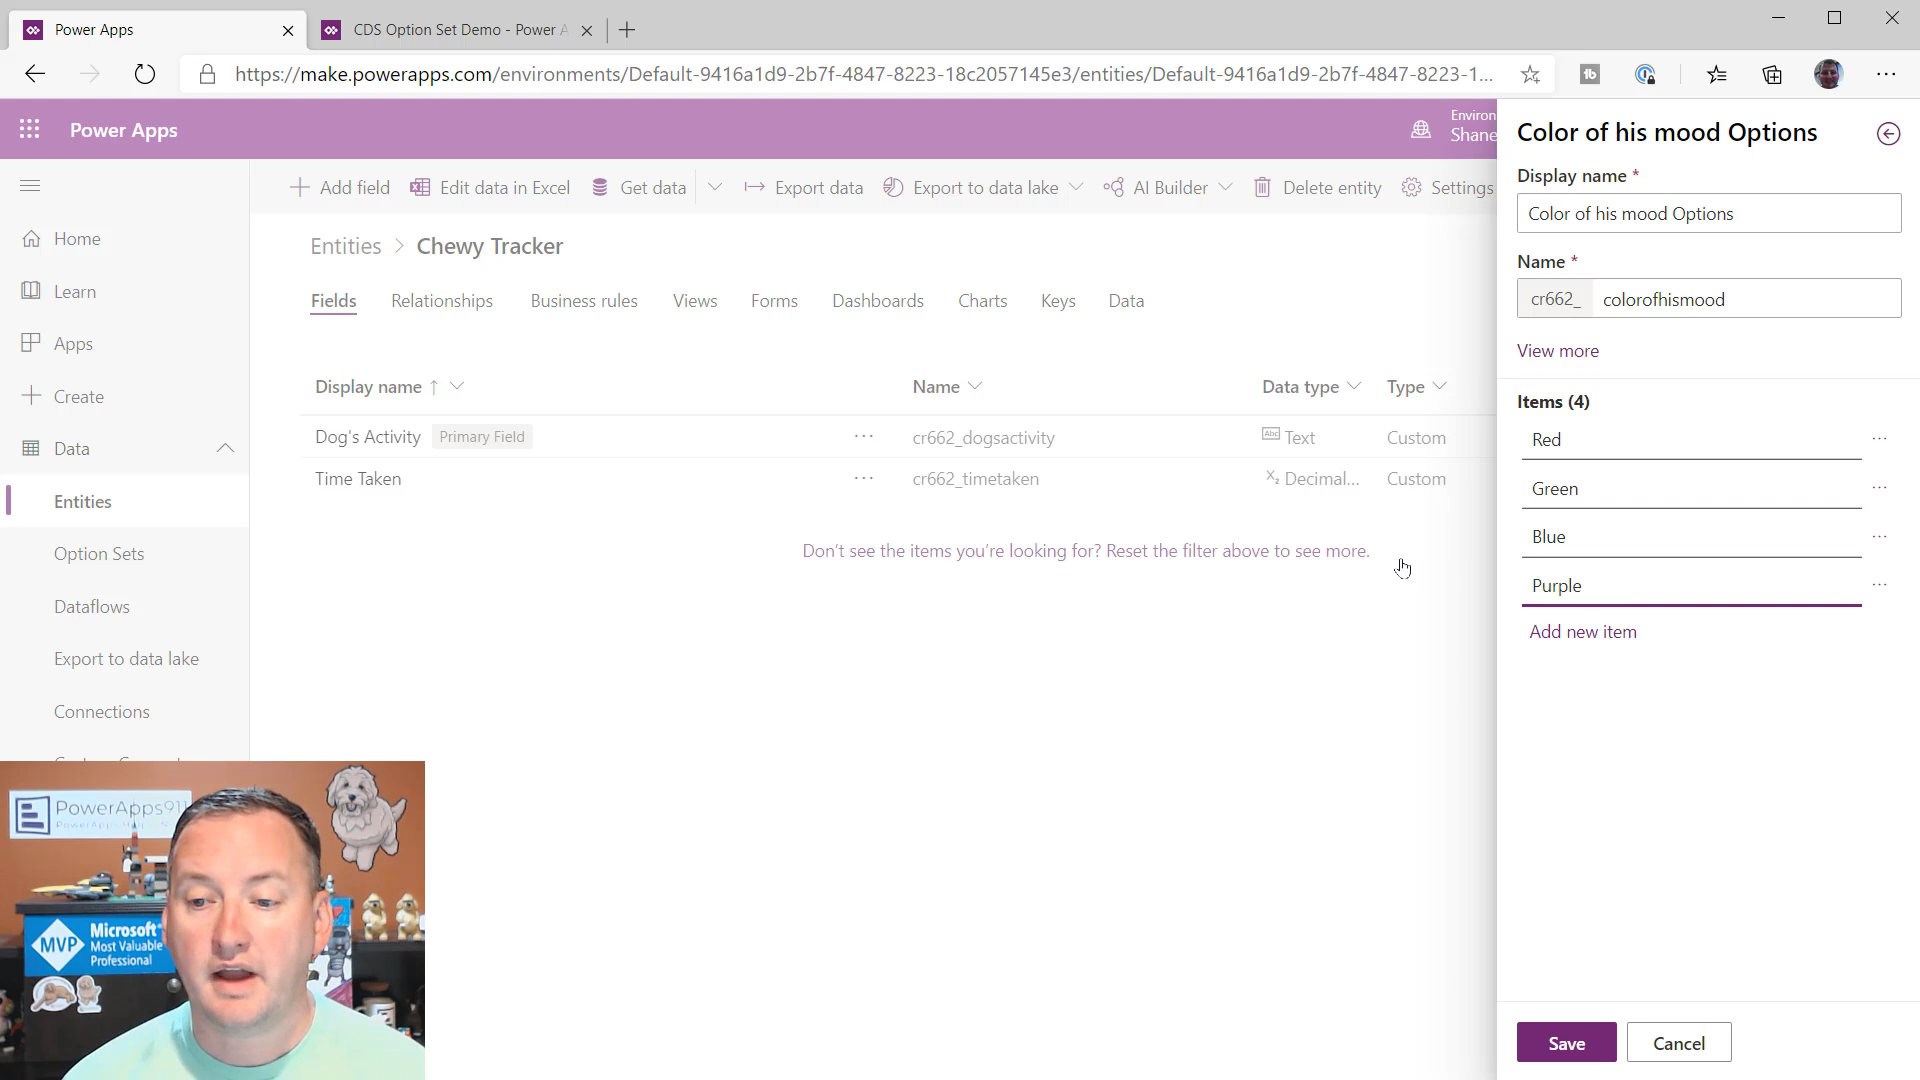 Power Apps
CDS Option Set Demo - Power A
https://make.powerapps.com/environments/Default-9416a1d9-2b7f-4847-8223-18c2057145e3/entities/Default-9416a1d9-2b7f-4847-8223-1...
Power Apps
Environ
Shane
Add field
Edit data in Excel
Get data
Export data
Export to data lake
AI Builder
Delete entity
Settings
Home
Learn
Apps
Create
Data
Entities
Option Sets
Dataflows
Export to data lake
Connections
Entities > Chewy Tracker
Fields
Relationships
Business rules
Views
Forms
Dashboards
Charts
Keys
Data
Display name ↑
Name
Data type
Type
Dog's Activity
Primary Field
...
cr662_dogsactivity
Abc
Text
Custom
Time Taken
...
cr662_timetaken
X₂
Decimal...
Custom
Don't see the items you're looking for? Reset the filter above to see more.
Color of his mood Options
Display name *
Color of his mood Options
Name *
cr662_
colorofhismood
View more
Items (4)
Red
...
Green
...
Blue
...
Purple
...
Add new item
Save
Cancel
PowerApps911
MVP
Microsoft
Most Valuable
Professional